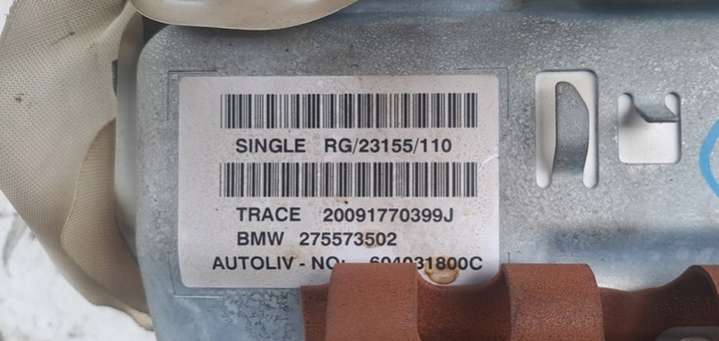 SINGLE RG/23155/110
TRACE 20091770399J
BMW 275573502
AUTOLIV - NO: 604031800C